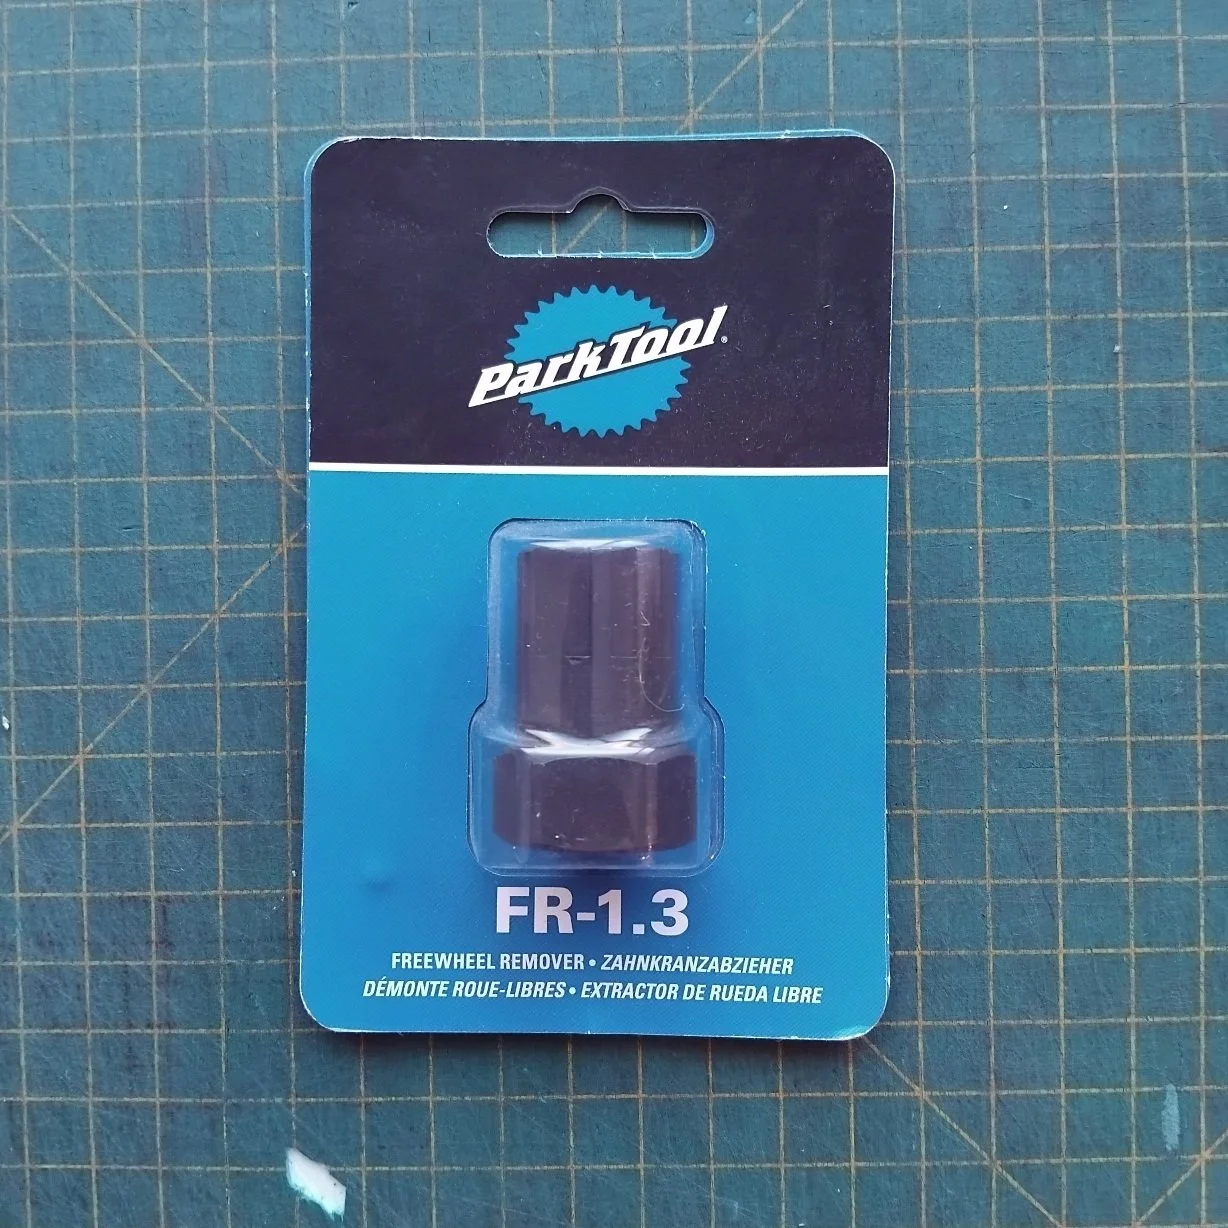 ParkTool®
FR-1.3
FREEWHEEL REMOVER • ZAHNKRANZABZIEHER
DÉMONTE ROUE-LIBRES • EXTRACTOR DE RUEDA LIBRE